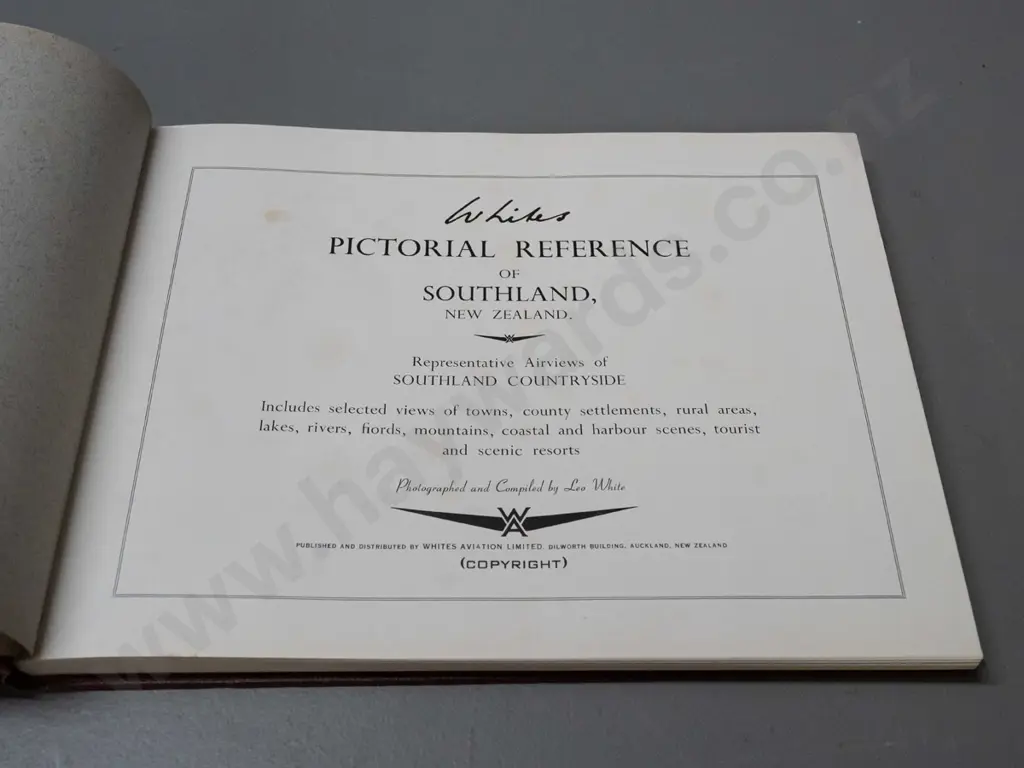 Whites
PICTORIAL REFERENCE
OF
SOUTHLAND,
NEW ZEALAND.
Representative Airviews of
SOUTHLAND COUNTRYSIDE
Includes selected views of towns, county settlements, rural areas,
lakes, rivers, fiords, mountains, coastal and harbour scenes, tourist
and scenic resorts
Photographed and Compiled by Leo White
WA
PUBLISHED AND DISTRIBUTED BY WHITES AVIATION LIMITED, DILWORTH BUILDING, AUCKLAND, NEW ZEALAND
(COPYRIGHT)
www.haywards.co.nz